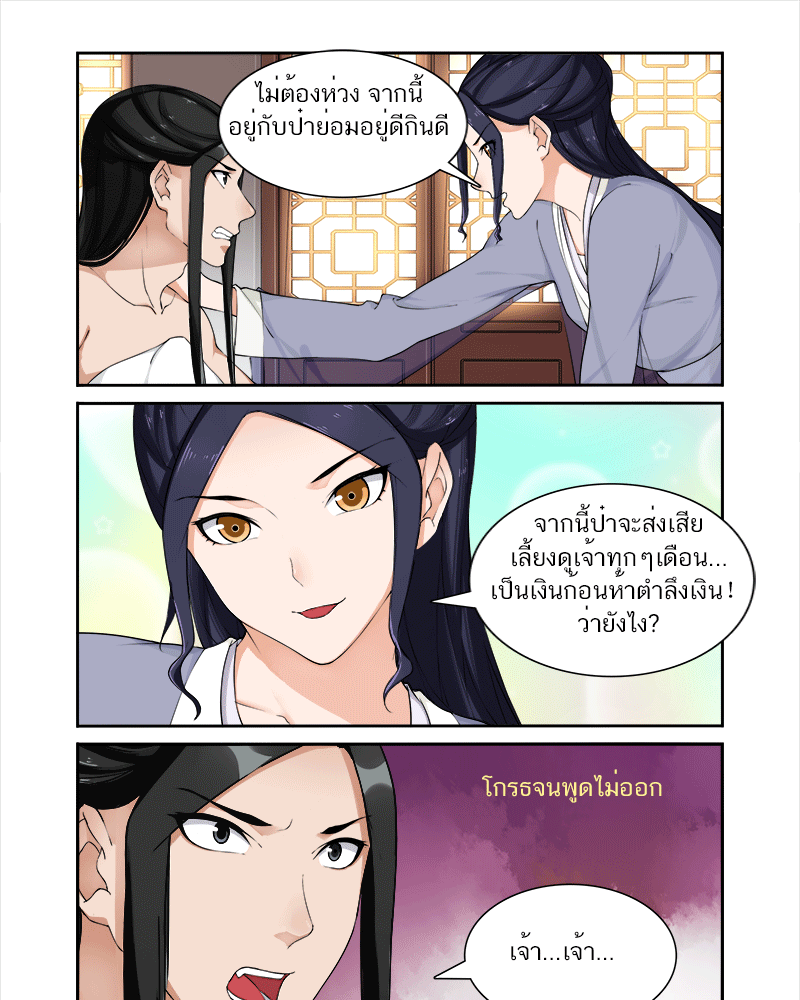 ไม่ต้องห่วง จากนี้
อยู่กับป๋าย่อมอยู่ดีกินดี
จากนี้ป๋าจะส่งเสีย
เลี้ยงดูเจ้าทุกๆเดือน...
เป็นเงินก้อนห้าตำลึงเงิน!
ว่ายังไง?
โกรธจนพูดไม่ออก
เจ้า...เจ้า...